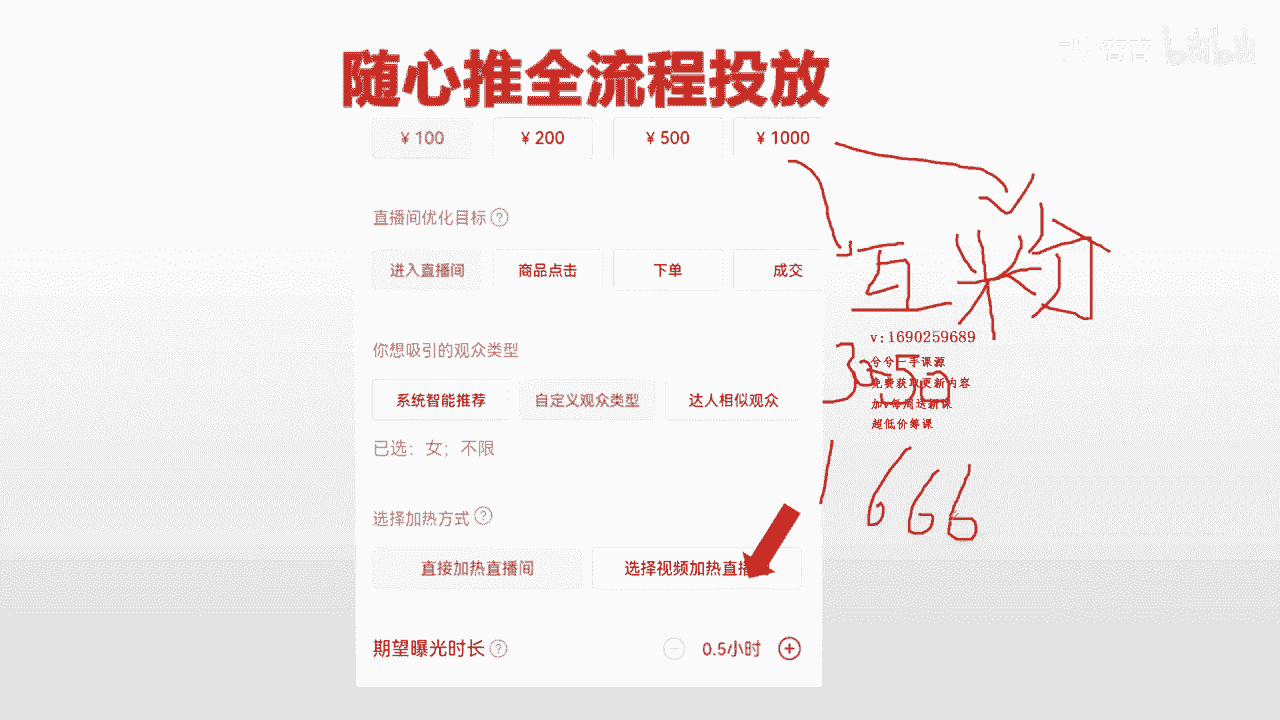 随心推全流程投放
bilibili
¥ 100 ¥ 200 ¥ 500 ¥ 1000
直播间优化目标 ?
进入直播间 商品点击 下单 成交
互粉
你想吸引的观众类型
v:1690259689
兮兮一手课源
免费获取更新内容
加v每周送新课
超低价筹课
系统智能推荐 自定义观众类型 达人相似观众
已选：女；不限
666
选择加热方式 ?
直接加热直播间 选择视频加热直播
期望曝光时长 ? 0.5小时